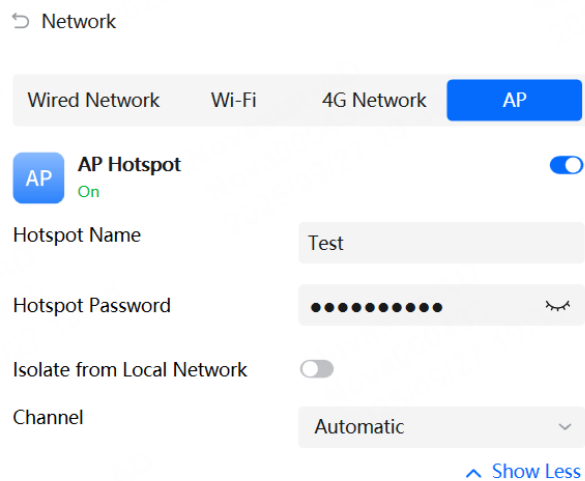 Network
Wired Network Wi-Fi 4G Network AP
AP AP Hotspot
On
Hotspot Name Test
Hotspot Password ●●●●●●●●●●
Isolate from Local Network
Channel Automatic
Show Less